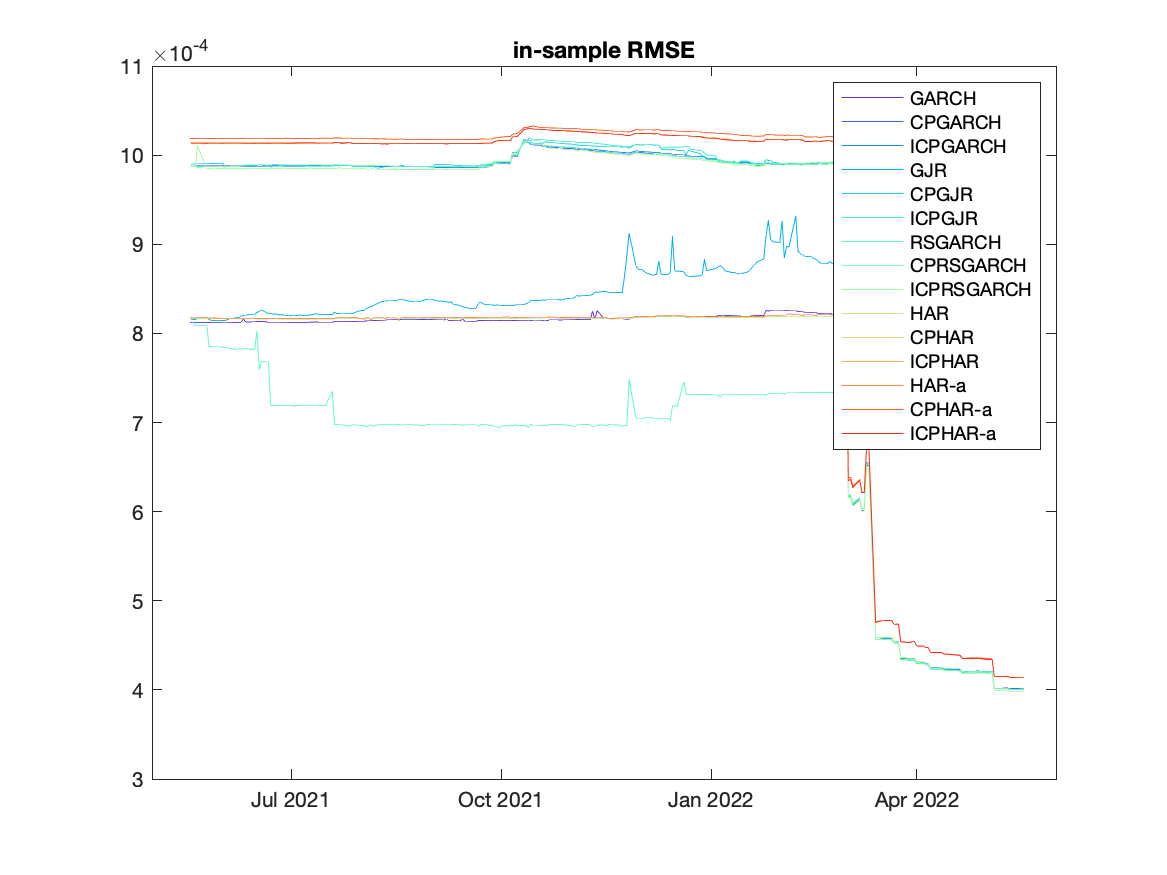 in-sample RMSE
×10-4
11
10
9
8
7
6
5
4
3
Jul 2021
Oct 2021
Jan 2022
Apr 2022
GARCH
CPGARCH
ICPGARCH
GJR
CPGJR
ICPGJR
RSGARCH
CPRSGARCH
ICPRSGARCH
HAR
CPHAR
ICPHAR
HAR-a
CPHAR-a
ICPHAR-a